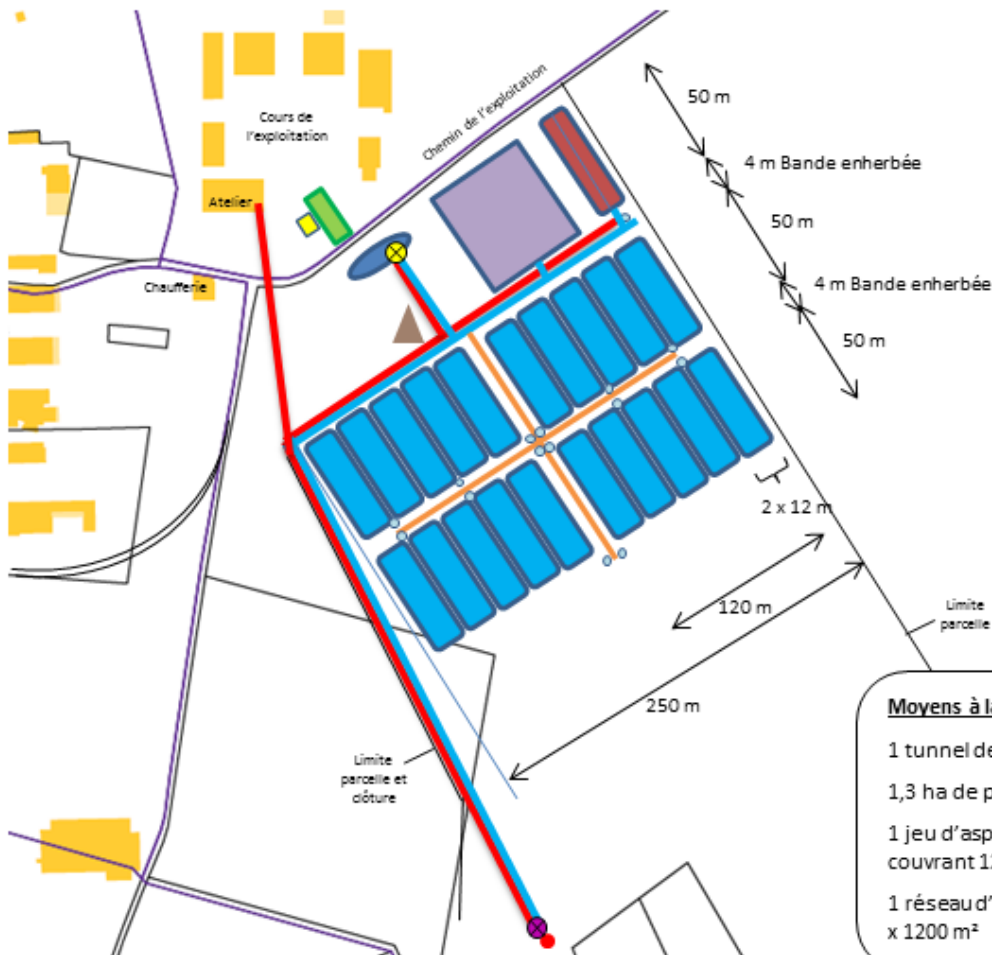 Cours de
l'exploitation
Chemin de l'exploitation
50 m
4 m Bande enherbée
50 m
4 m Bande enherbée
50 m
Atelier
Chaufferie
2 x 12 m
120 m
250 m
Limite
parcelle
Limite
parcelle et
clôture
Moyens à la
1 tunnel de
1,3 ha de p
1 jeu d'asp
couvrant 12
1 réseau d'
x 1200 m²